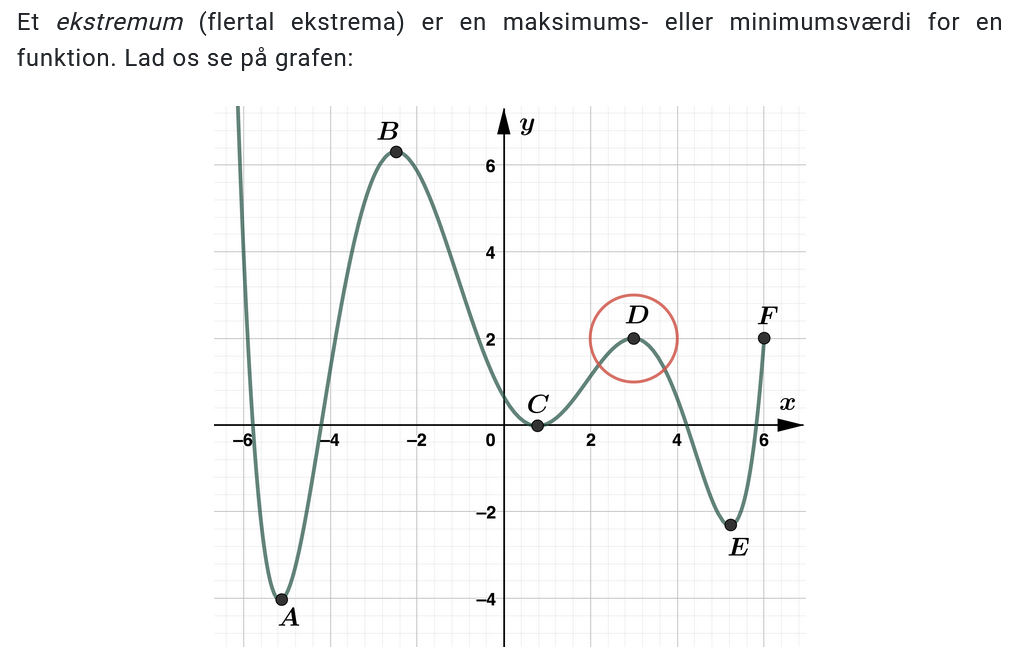 Et ekstremum (flertal ekstrema) er en maksimums- eller minimumsværdi for en
funktion. Lad os se på grafen:
B
y
6
4
D
F
2
C
x
−6
−4
−2
0
2
4
6
−2
E
−4
A